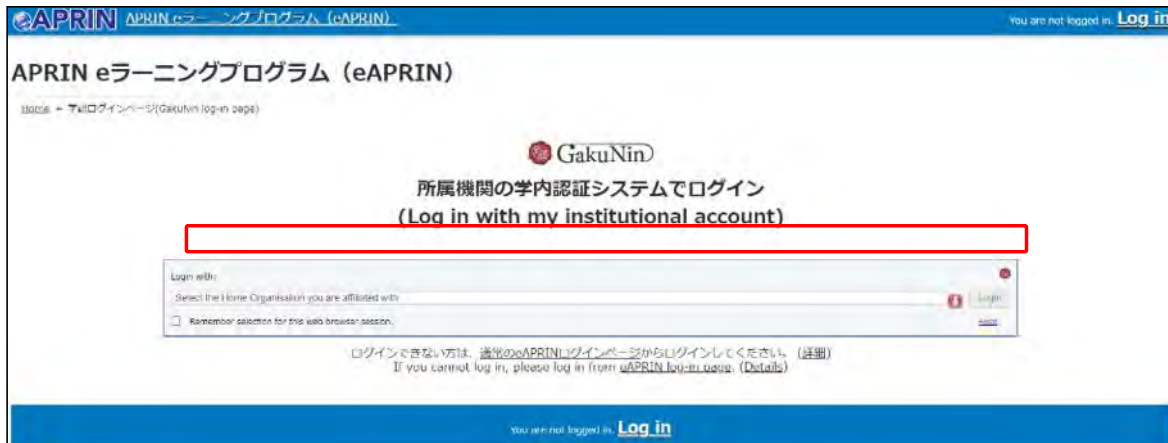 APRIN APRIN eラーニングプログラム (eAPRIN)
You are not logged in. Log in
APRIN eラーニングプログラム（eAPRIN）
Home ► 学認ログインページ(GakuNin log-in page)
GakuNin
所属機関の学内認証システムでログイン
(Log in with my institutional account)
Login with:
Select the Home Organisation you are affiliated with
Login
Remember selection for this web browser session.
ログインできない方は、通常のeAPRINログインページからログインしてください。（詳細）
If you cannot log in, please log in from eAPRIN log-in page. (Details)
You are not logged in. Log in